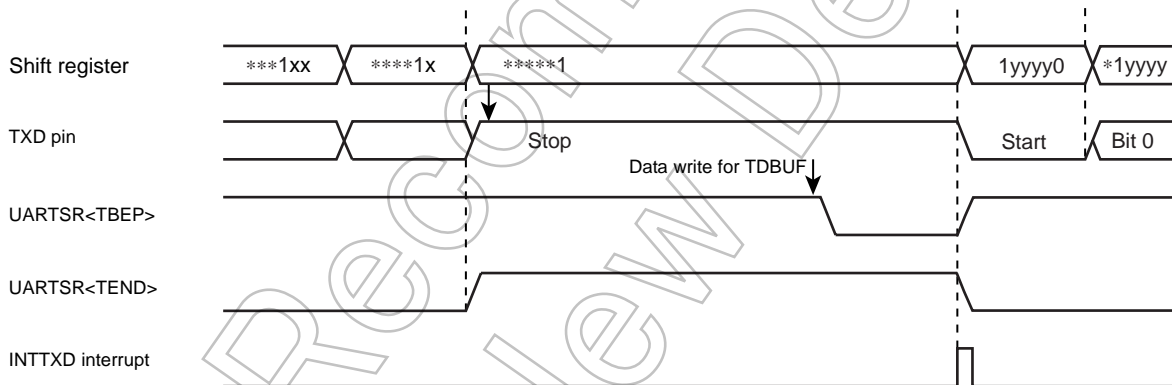 Shift register ***1xx ****1x *****1 1yyyy0 *1yyyy
TXD pin Stop Start Bit 0
Data write for TDBUF
UARTSR<TBEP>
UARTSR<TEND>
INTTXD interrupt